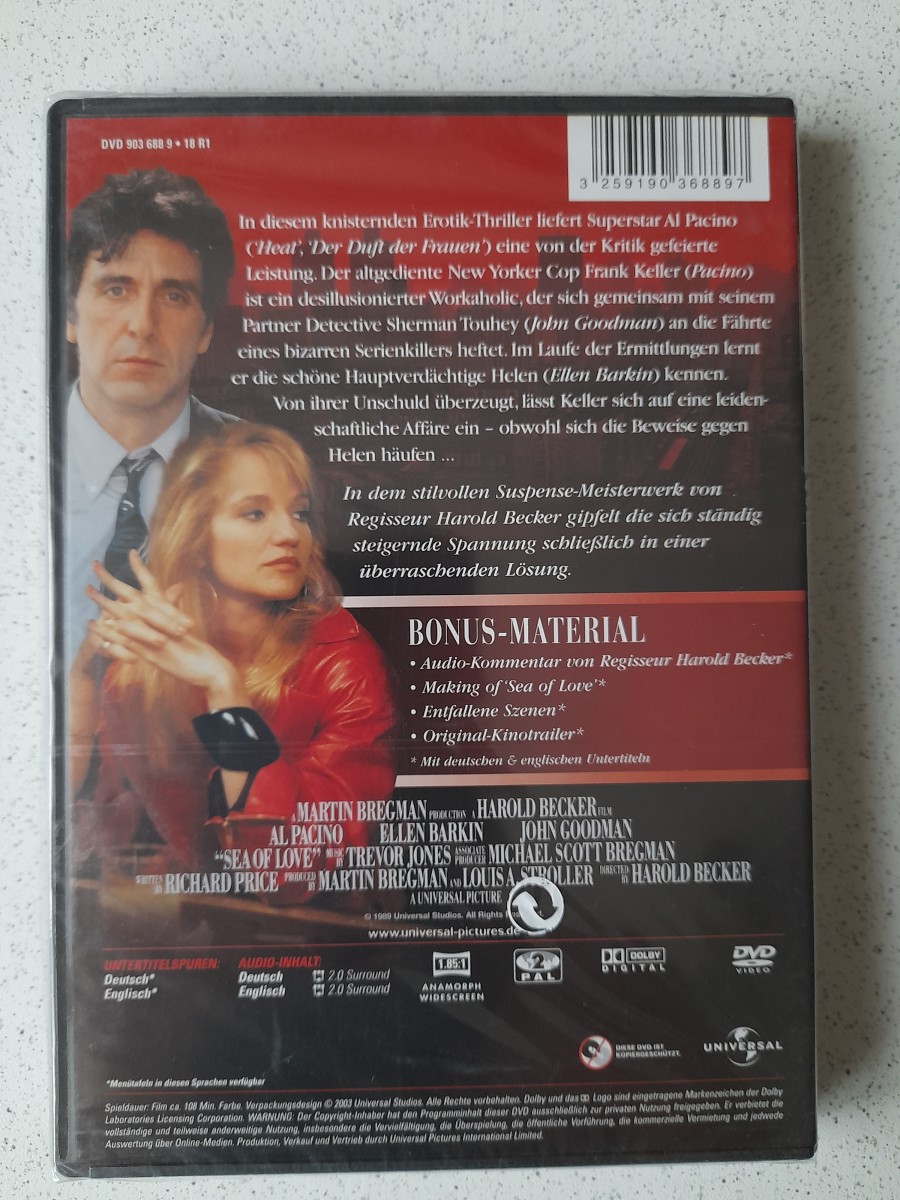 DVD 903 688 9 • 18 R1
3 259190 368897
In diesem knisternden Erotik-Thriller liefert Superstar Al Pacino
('Heat', 'Der Duft der Frauen') eine von der Kritik gefeierte
Leistung. Der altgediente New Yorker Cop Frank Keller (Pacino)
ist ein desillusionierter Workaholic, der sich gemeinsam mit seinem
Partner Detective Sherman Touhey (John Goodman) an die Fährte
eines bizarren Serienkillers heftet. Im Laufe der Ermittlungen lernt
er die schöne Hauptverdächtige Helen (Ellen Barkin) kennen.
Von ihrer Unschuld überzeugt, lässt Keller sich auf eine leiden-
schaftliche Affäre ein – obwohl sich die Beweise gegen
Helen häufen ...
In dem stilvollen Suspense-Meisterwerk von
Regisseur Harold Becker gipfelt die sich ständig
steigernde Spannung schließlich in einer
überraschenden Lösung.
BONUS-MATERIAL
• Audio-Kommentar von Regisseur Harold Becker*
• Making of 'Sea of Love'*
• Entfallene Szenen*
• Original-Kinotrailer*
* Mit deutschen & englischen Untertiteln
A MARTIN BREGMAN PRODUCTION A HAROLD BECKER FILM
AL PACINO ELLEN BARKIN JOHN GOODMAN
"SEA OF LOVE" MUSIC BY TREVOR JONES ASSOCIATE PRODUCER MICHAEL SCOTT BREGMAN
WRITTEN BY RICHARD PRICE PRODUCED BY MARTIN BREGMAN AND LOUIS A. STROLLER DIRECTED BY HAROLD BECKER
A UNIVERSAL PICTURE
© 1989 Universal Studios. All Rights
www.universal-pictures.de
UNTERTITELSPUREN:
Deutsch*
Englisch*
AUDIO-INHALT:
Deutsch 2.0 Surround
Englisch 2.0 Surround
1.85:1
ANAMORPH
WIDESCREEN
2
PAL
DOLBY
DIGITAL
DVD
VIDEO
DIESE DVD IST
KOPIERGESCHÜTZT.
UNIVERSAL
*Menütafeln in diesen Sprachen verfügbar
Spieldauer: Film ca. 108 Min. Farbe. Verpackungsdesign © 2003 Universal Studios. Alle Rechte vorbehalten. Dolby und das Logo sind eingetragene Markenzeichen der Dolby
Laboratories Licensing Corporation. WARNUNG: Der Copyright-Inhaber hat den Programminhalt dieser DVD ausschließlich zur privaten Nutzung freigegeben. Er verbietet die
vollständige und teilweise anderweitige Nutzung, insbesondere die Vervielfältigung, die Überspielung, die öffentliche Vorführung, die kommerzielle Vermietung und jedwede
Auswertung über Online-Medien. Produktion, Verkauf und Vertrieb durch Universal Pictures International Limited.